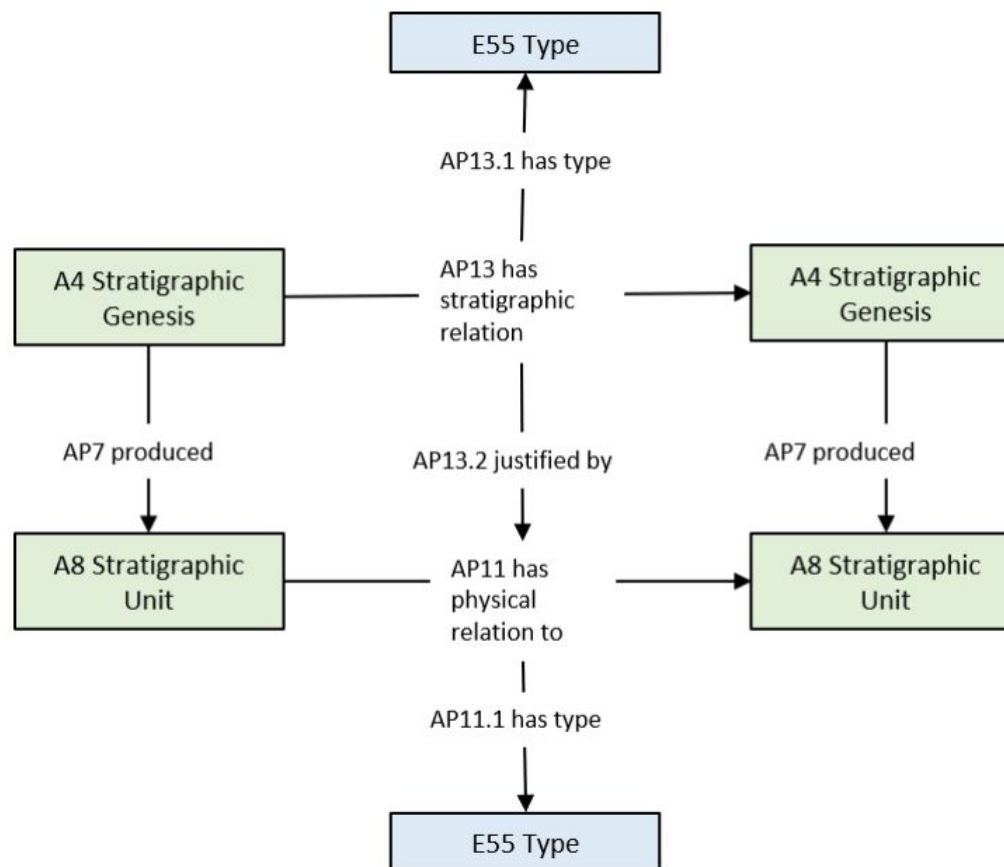 E55 Type
AP13.1 has type
A4 Stratigraphic
Genesis
AP13 has
stratigraphic
relation
A4 Stratigraphic
Genesis
AP7 produced
AP13.2 justified by
AP7 produced
A8 Stratigraphic
Unit
AP11 has
physical
relation to
A8 Stratigraphic
Unit
AP11.1 has type
E55 Type